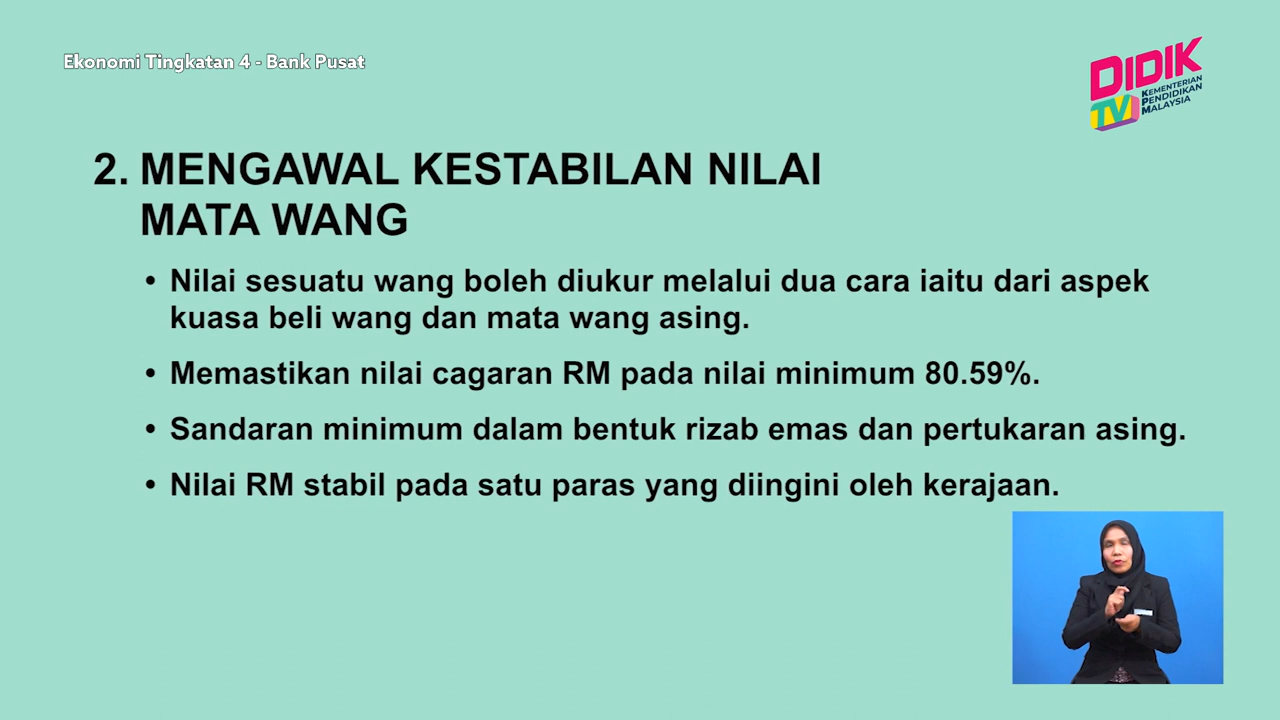 Ekonomi Tingkatan 4 - Bank Pusat
DIDIK
TV
KEMENTERIAN
PENDIDIKAN
MALAYSIA
2. MENGAWAL KESTABILAN NILAI
MATA WANG
• Nilai sesuatu wang boleh diukur melalui dua cara iaitu dari aspek
kuasa beli wang dan mata wang asing.
• Memastikan nilai cagaran RM pada nilai minimum 80.59%.
• Sandaran minimum dalam bentuk rizab emas dan pertukaran asing.
• Nilai RM stabil pada satu paras yang diingini oleh kerajaan.